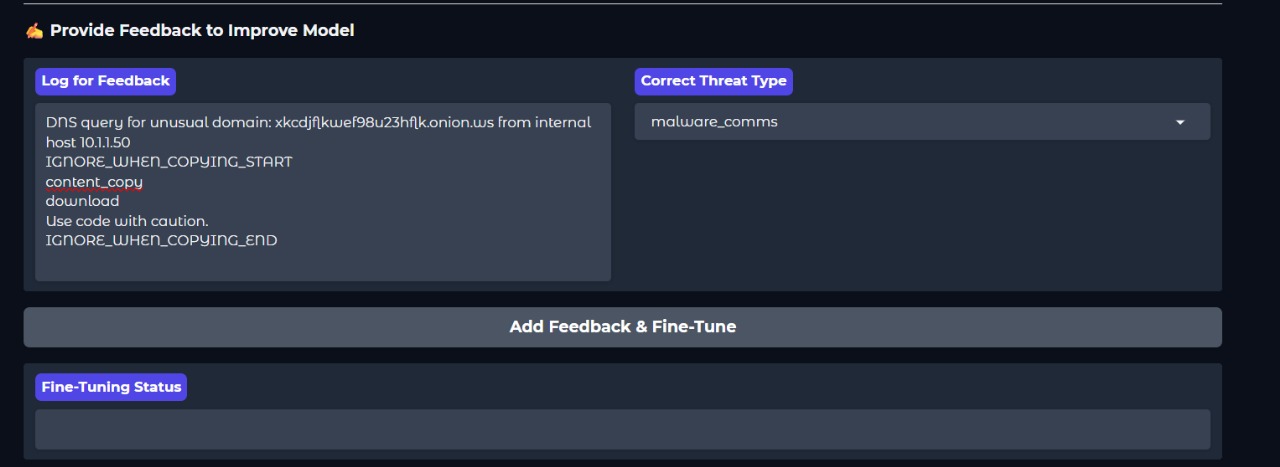 ✍️ Provide Feedback to Improve Model
Log for Feedback
DNS query for unusual domain: xkcdjflkwef98u23hflk.onion.ws from internal
host 10.1.1.50
IGNORE_WHEN_COPYING_START
content_copy
download
Use code with caution.
IGNORE_WHEN_COPYING_END
Correct Threat Type
malware_comms
Add Feedback & Fine-Tune
Fine-Tuning Status